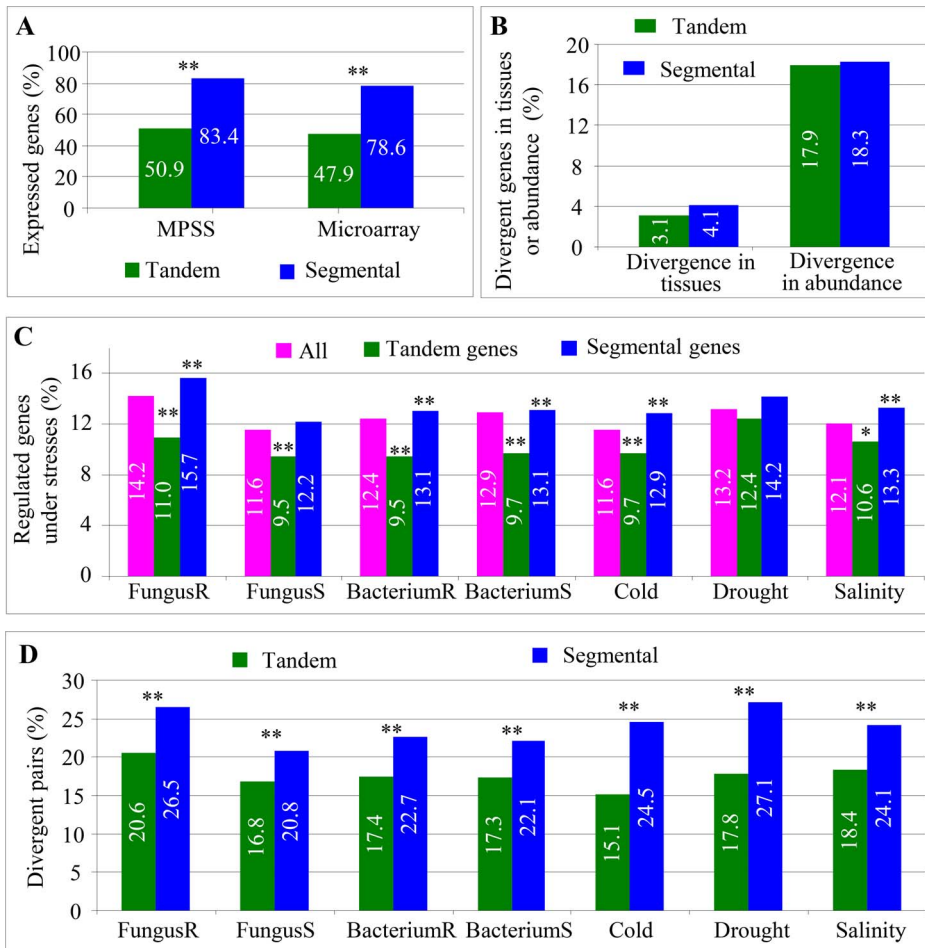 A
Expressed genes (%)
100
80
60
40
20
0
**
**
50.9
83.4
47.9
78.6
MPSS
Microarray
Tandem
Segmental
B
Divergent genes in tissues
or abundance (%)
Tandem
Segmental
20
16
12
8
4
0
3.1
4.1
17.9
18.3
Divergence in
tissues
Divergence
in abundance
C
Regulated genes
under stresses (%)
All
Tandem genes
Segmental genes
16
12
8
4
0
**
**
**
**
**
**
**
**
**
*
**
14.2
11.0
15.7
11.6
9.5
12.2
12.4
9.5
13.1
12.9
9.7
13.1
11.6
9.7
12.9
13.2
12.4
14.2
12.1
10.6
13.3
FungusR
FungusS
BacteriumR
BacteriumS
Cold
Drought
Salinity
D
Divergent pairs (%)
Tandem
Segmental
30
25
20
15
10
5
0
**
**
**
**
**
**
**
20.6
26.5
16.8
20.8
17.4
22.7
17.3
22.1
15.1
24.5
17.8
27.1
18.4
24.1
FungusR
FungusS
BacteriumR
BacteriumS
Cold
Drought
Salinity